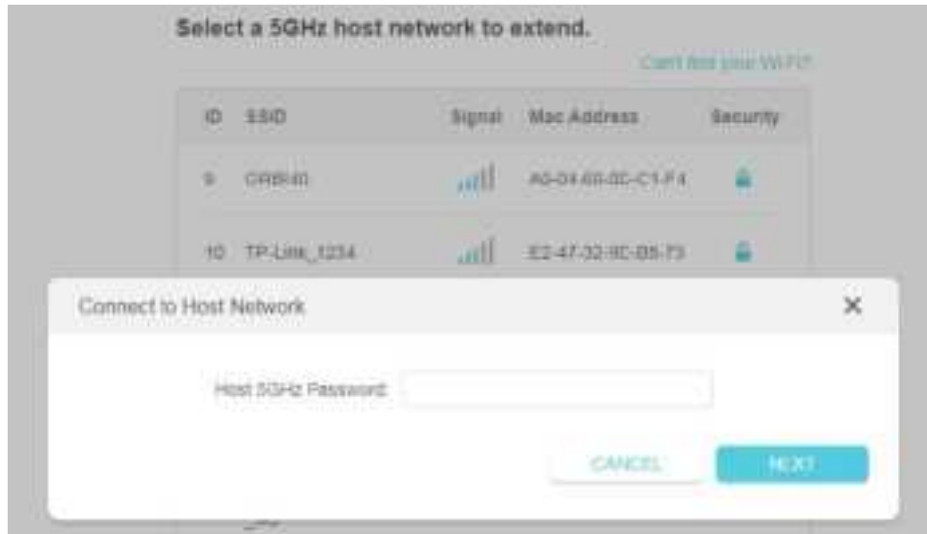 Select a 5GHz host network to extend.
Can't find your Wi-Fi?
ID SSID Signal Mac Address Security
9
10 TP-Link_1234
Connect to Host Network
Host 5GHz Password:
CANCEL NEXT